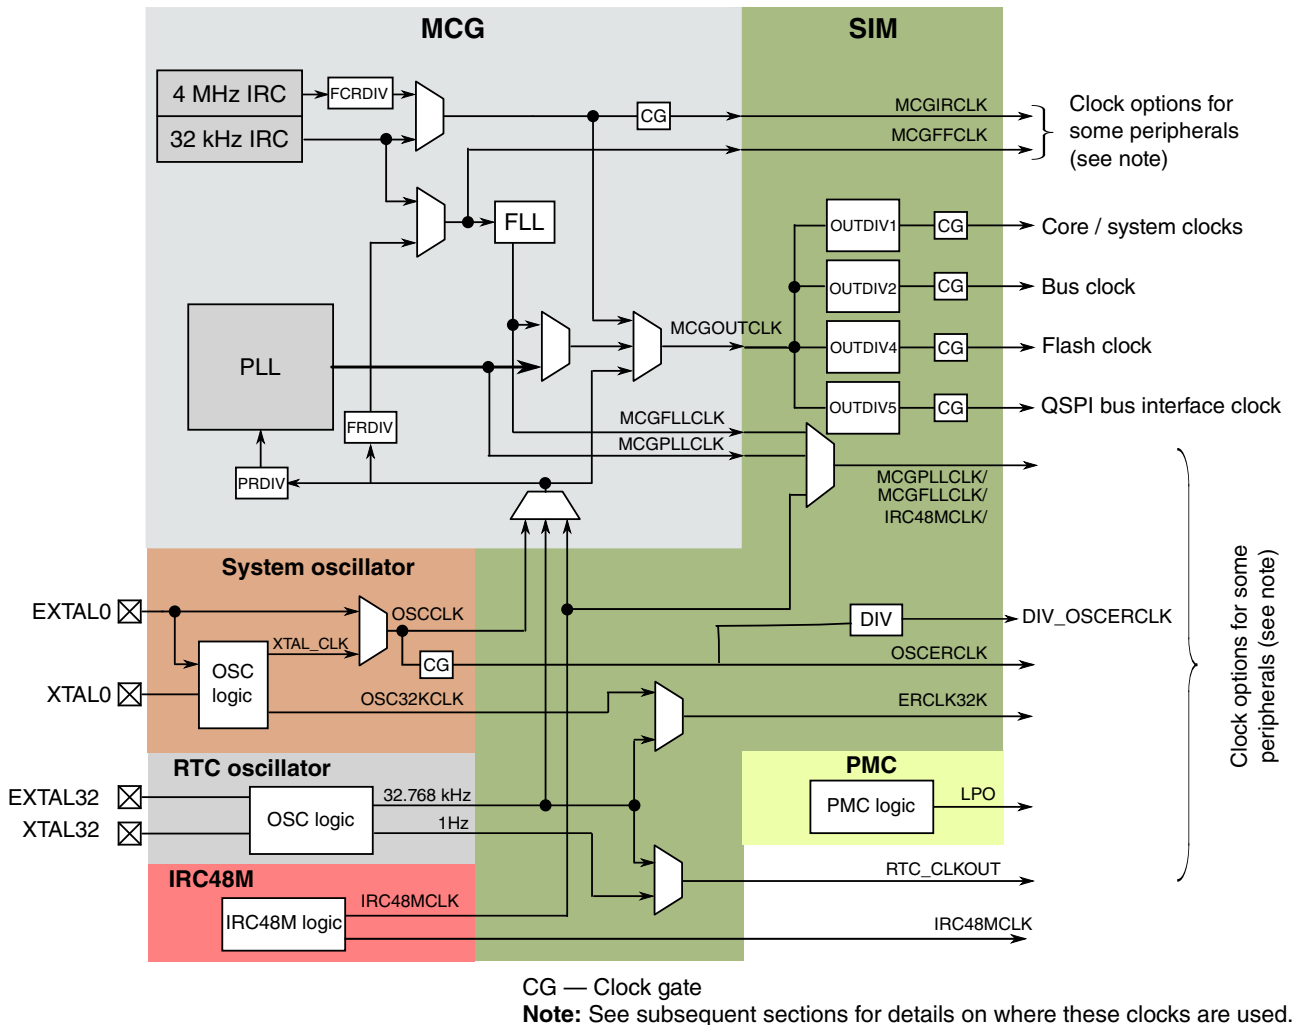 MCG
SIM
4 MHz IRC
FCRDIV
32 kHz IRC
CG
MCGIRCLK
MCGFFCLK
Clock options for
some peripherals
(see note)
FLL
OUTDIV1
CG
Core / system clocks
OUTDIV2
CG
Bus clock
PLL
MCGOUTCLK
OUTDIV4
CG
Flash clock
OUTDIV5
CG
QSPI bus interface clock
FRDIV
MCGFLLCLK
MCGPLLCLK
PRDIV
MCGPLLCLK/
MCGFLLCLK/
IRC48MCLK/
System oscillator
EXTAL0
OSCCLK
XTAL_CLK
OSC
logic
CG
XTAL0
OSC32KCLK
DIV
DIV_OSCERCLK
OSCERCLK
ERCLK32K
Clock options for some
peripherals (see note)
RTC oscillator
EXTAL32
XTAL32
OSC logic
32.768 kHz
1Hz
PMC
PMC logic
LPO
RTC_CLKOUT
IRC48M
IRC48M logic
IRC48MCLK
IRC48MCLK
CG — Clock gate
Note: See subsequent sections for details on where these clocks are used.